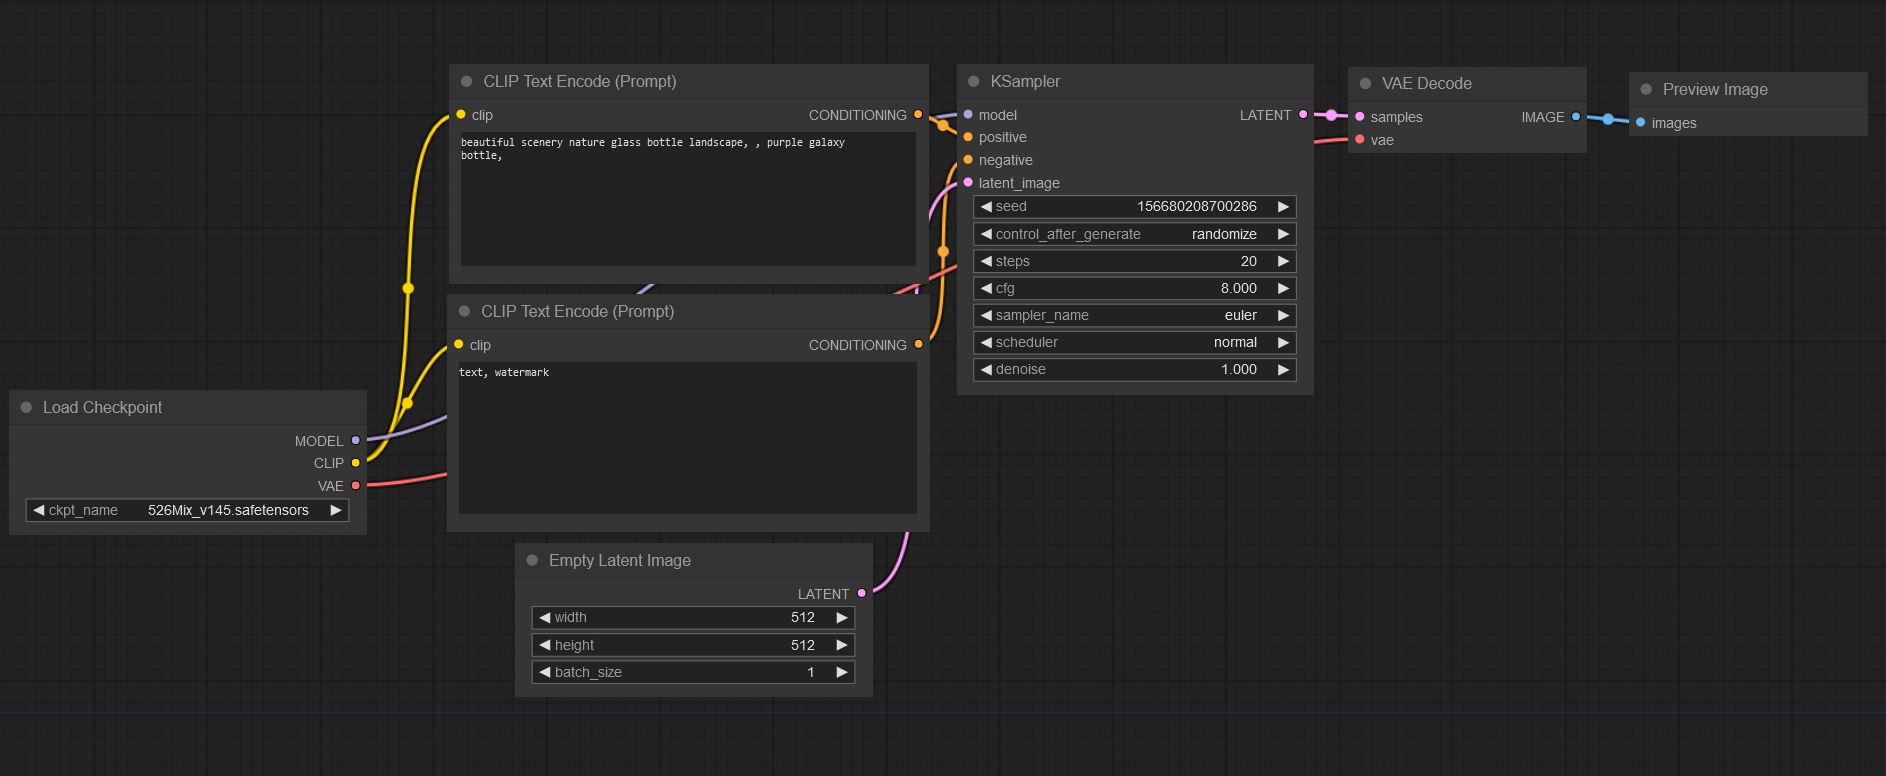 CLIP Text Encode (Prompt)
clip CONDITIONING
beautiful scenery nature glass bottle landscape, , purple galaxy
bottle,
CLIP Text Encode (Prompt)
clip CONDITIONING
text, watermark
Load Checkpoint
MODEL
CLIP
VAE
ckpt_name 526Mix_v145.safetensors
Empty Latent Image
LATENT
width 512
height 512
batch_size 1
KSampler
model LATENT
positive
negative
latent_image
seed 156680208700286
control_after_generate randomize
steps 20
cfg 8.000
sampler_name euler
scheduler normal
denoise 1.000
VAE Decode
samples IMAGE
vae
Preview Image
images